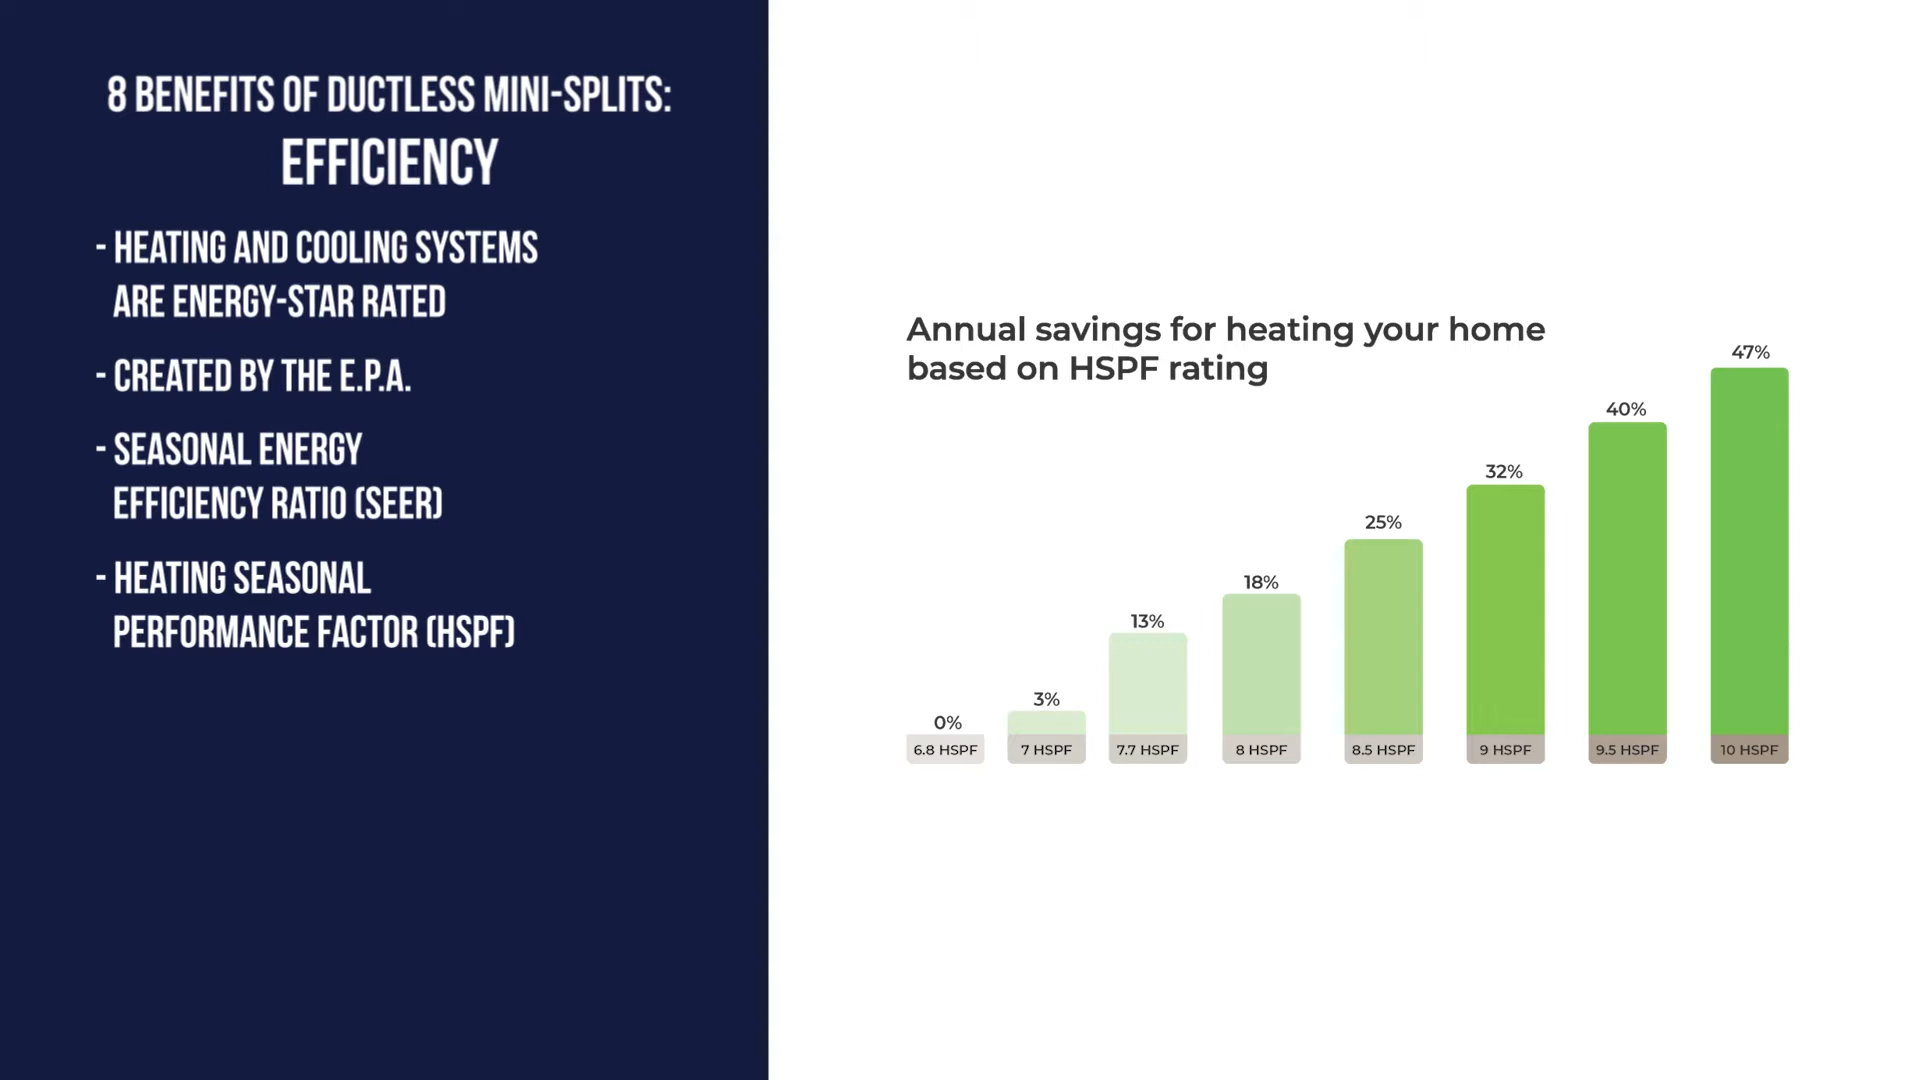 8 BENEFITS OF DUCTLESS MINI-SPLITS:
EFFICIENCY
- HEATING AND COOLING SYSTEMS
ARE ENERGY-STAR RATED
- CREATED BY THE E.P.A.
- SEASONAL ENERGY
EFFICIENCY RATIO (SEER)
- HEATING SEASONAL
PERFORMANCE FACTOR (HSPF)
Annual savings for heating your home
based on HSPF rating
0%
3%
13%
18%
25%
32%
40%
47%
6.8 HSPF
7 HSPF
7.7 HSPF
8 HSPF
8.5 HSPF
9 HSPF
9.5 HSPF
10 HSPF